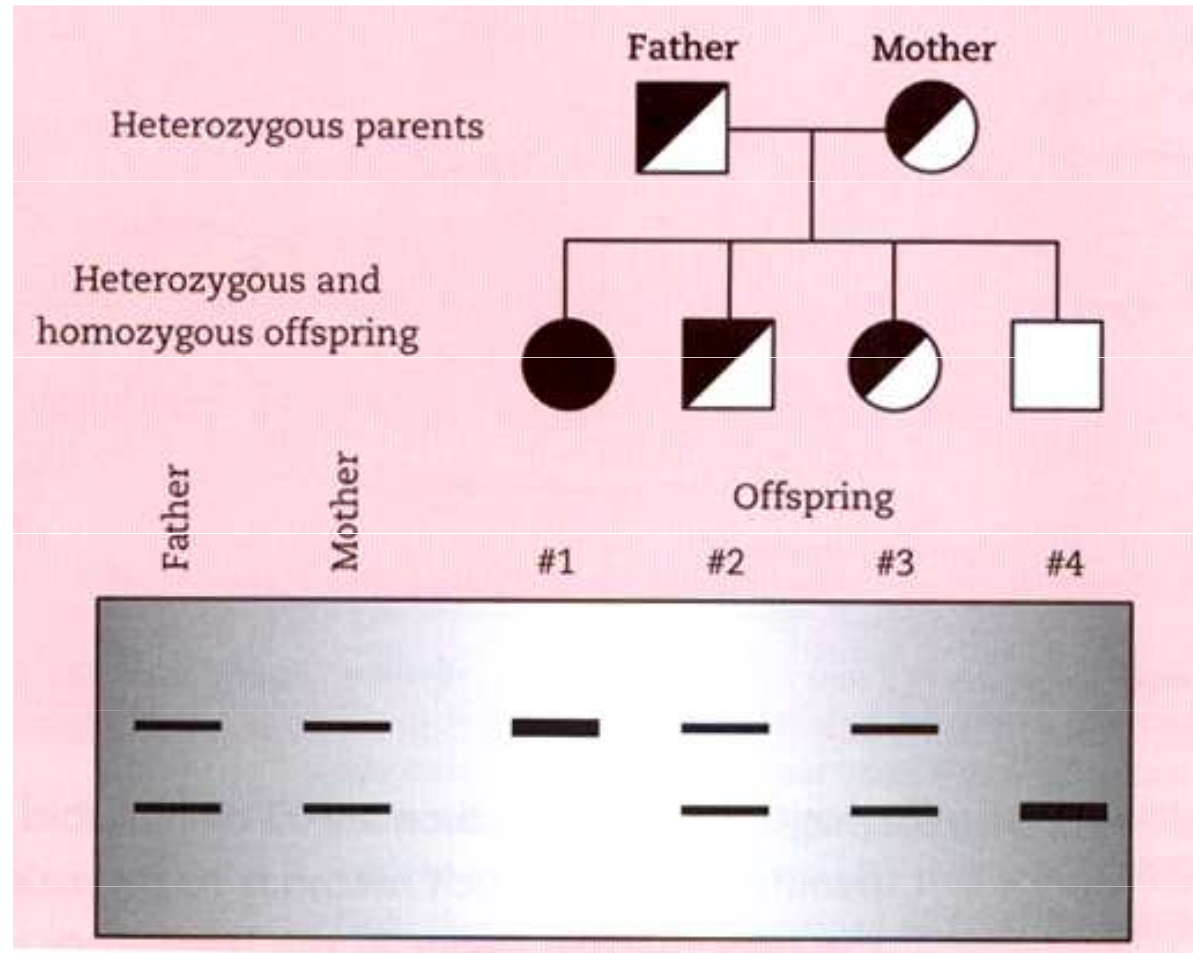 Father
Mother
Heterozygous parents
Heterozygous and
homozygous offspring
Father
Mother
Offspring
#1
#2
#3
#4